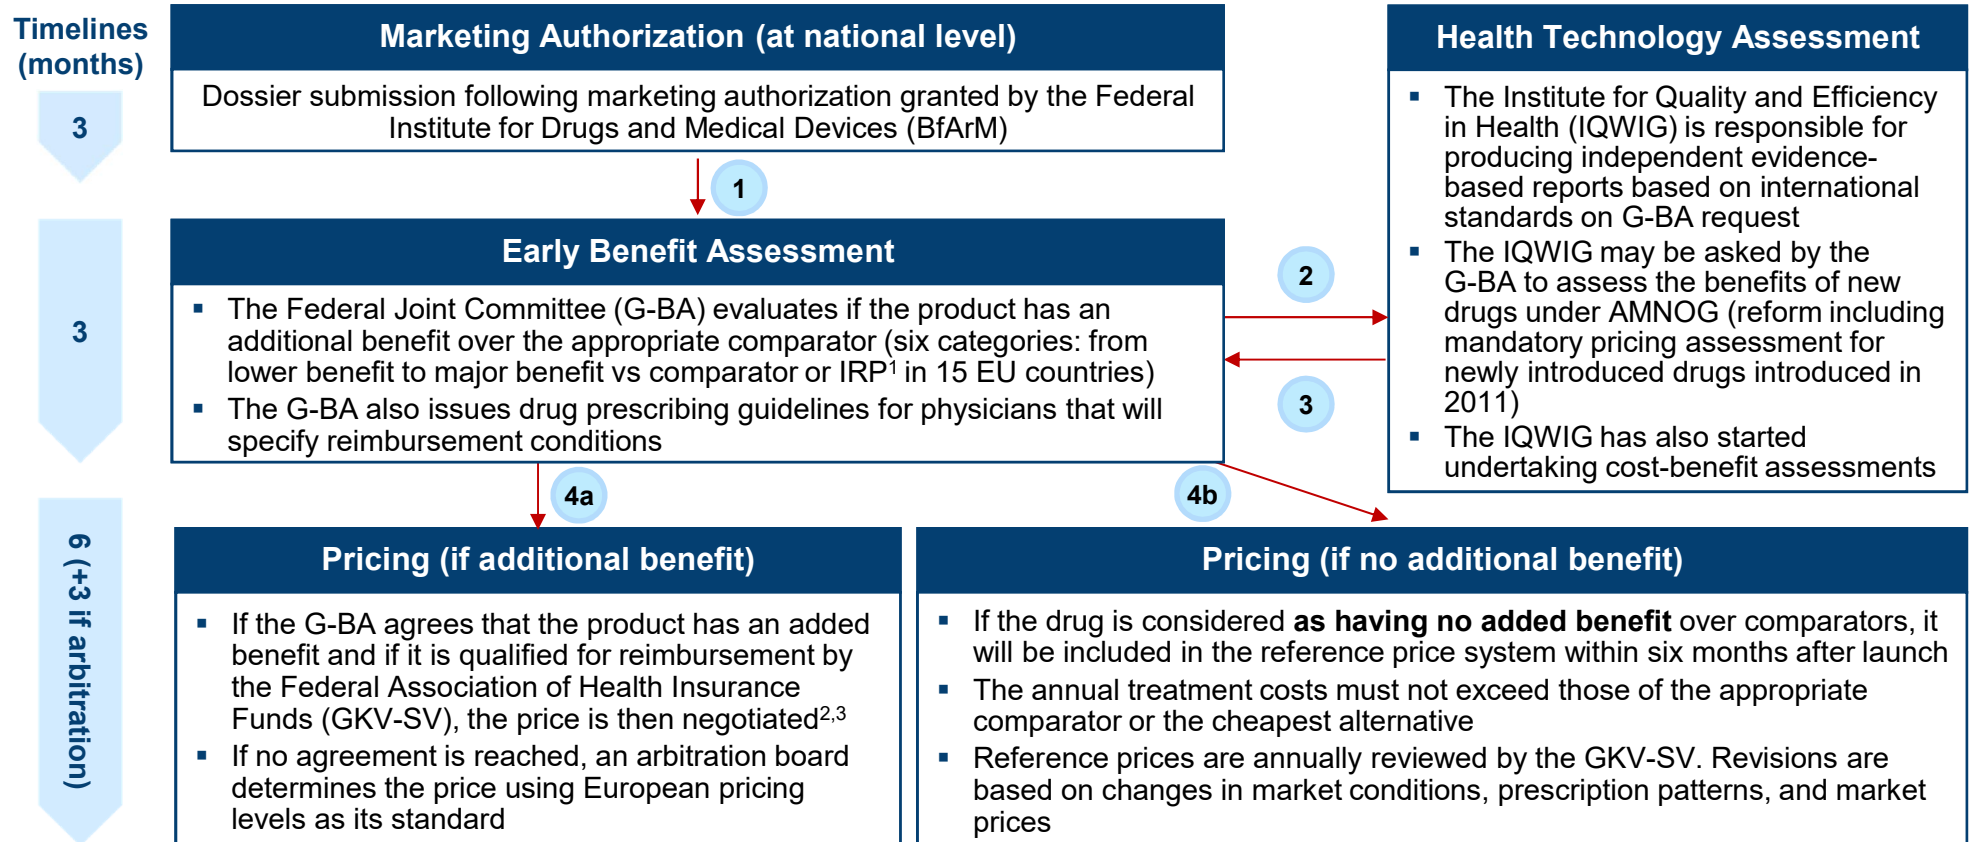 Timelines
(months)
3
3
6 (+3 if arbitration)
Marketing Authorization (at national level)
Dossier submission following marketing authorization granted by the Federal
Institute for Drugs and Medical Devices (BfArM)
1
Early Benefit Assessment
▪ The Federal Joint Committee (G-BA) evaluates if the product has an
additional benefit over the appropriate comparator (six categories: from
lower benefit to major benefit vs comparator or IRP¹ in 15 EU countries)
▪ The G-BA also issues drug prescribing guidelines for physicians that will
specify reimbursement conditions
2
3
Health Technology Assessment
▪ The Institute for Quality and Efficiency
in Health (IQWIG) is responsible for
producing independent evidence-
based reports based on international
standards on G-BA request
▪ The IQWIG may be asked by the
G-BA to assess the benefits of new
drugs under AMNOG (reform including
mandatory pricing assessment for
newly introduced drugs introduced in
2011)
▪ The IQWIG has also started
undertaking cost-benefit assessments
4a
4b
Pricing (if additional benefit)
▪ If the G-BA agrees that the product has an added
benefit and if it is qualified for reimbursement by
the Federal Association of Health Insurance
Funds (GKV-SV), the price is then negotiated²,³
▪ If no agreement is reached, an arbitration board
determines the price using European pricing
levels as its standard
Pricing (if no additional benefit)
▪ If the drug is considered as having no added benefit over comparators, it
will be included in the reference price system within six months after launch
▪ The annual treatment costs must not exceed those of the appropriate
comparator or the cheapest alternative
▪ Reference prices are annually reviewed by the GKV-SV. Revisions are
based on changes in market conditions, prescription patterns, and market
prices